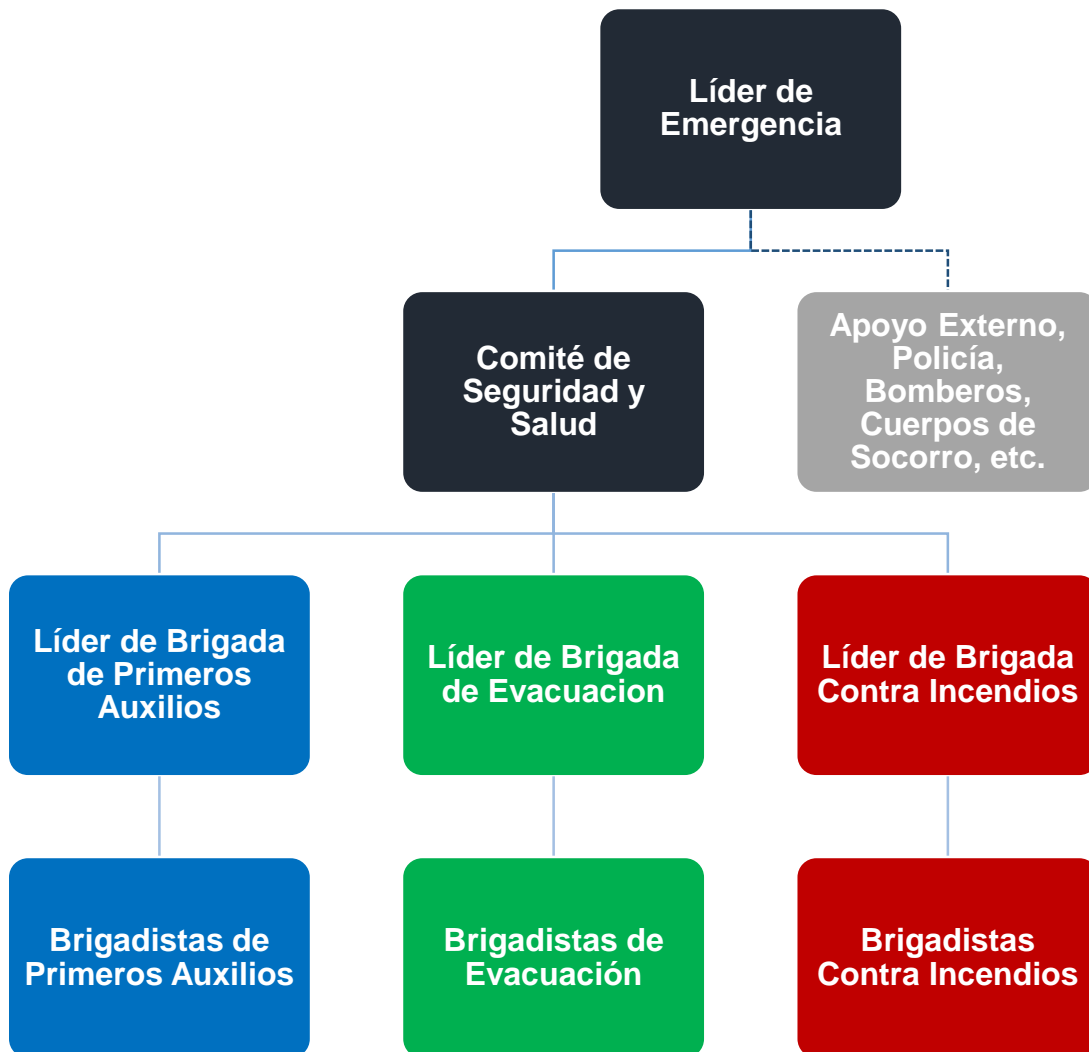 Líder de
Emergencia
Comité de
Seguridad y
Salud
Apoyo Externo,
Policía,
Bomberos,
Cuerpos de
Socorro, etc.
Líder de Brigada
de Primeros
Auxilios
Líder de Brigada
de Evacuacion
Líder de Brigada
Contra Incendios
Brigadistas de
Primeros Auxilios
Brigadistas de
Evacuación
Brigadistas
Contra Incendios